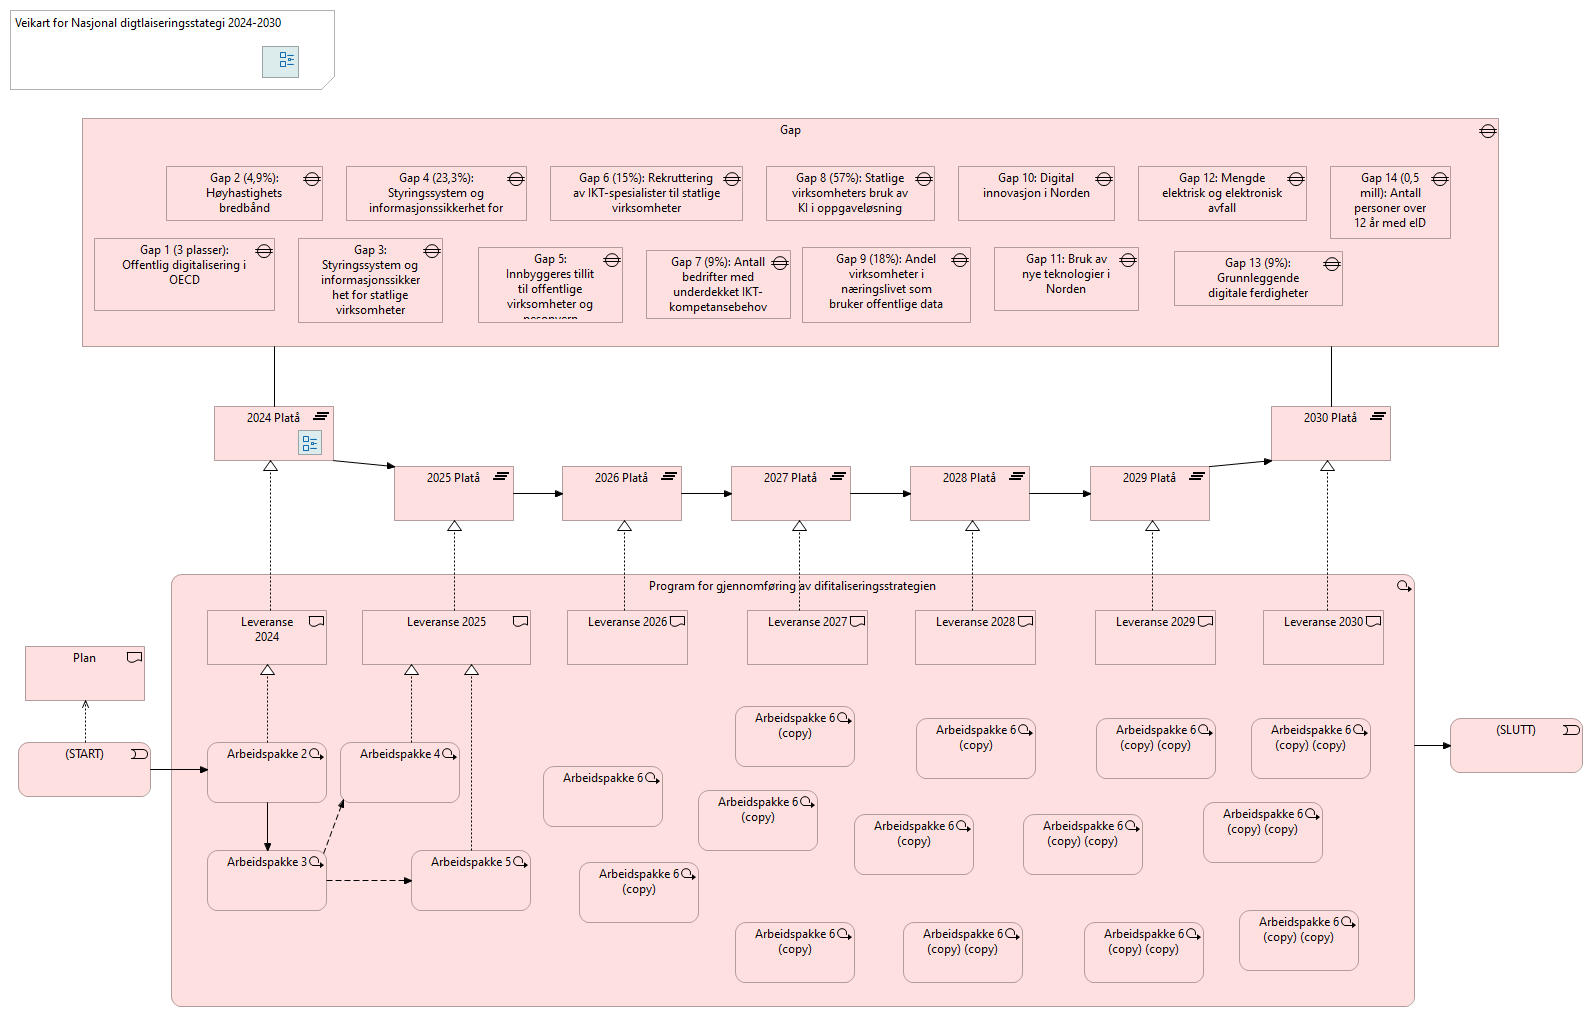 Veikart for Nasjonal digtlaiseringsstategi 2024-2030
Gap
Gap 2 (4,9%):
Høyhastighets
bredbånd
Gap 4 (23,3%):
Styringssystem og
informasjonssikkerhet for
Gap 6 (15%): Rekruttering
av IKT-spesialister til statlige
virksomheter
Gap 8 (57%): Statlige
virksomheters bruk av
KI i oppgaveløsning
Gap 10: Digital
innovasjon i Norden
Gap 12: Mengde
elektrisk og elektronisk
avfall
Gap 14 (0,5
mill): Antall
personer over
12 år med eID
Gap 1 (3 plasser):
Offentlig digitalisering i
OECD
Gap 3:
Styringssystem og
informasjonssikker
het for statlige
virksomheter
Gap 5:
Innbyggeres tillit
til offentlige
virksomheter og
Gap 7 (9%): Antall
bedrifter med
underdekket IKT-
kompetansebehov
Gap 9 (18%): Andel
virksomheter i
næringslivet som
bruker offentlige data
Gap 11: Bruk av
nye teknologier i
Norden
Gap 13 (9%):
Grunnleggende
digitale ferdigheter
2024 Platå
2030 Platå
2025 Platå
2026 Platå
2027 Platå
2028 Platå
2029 Platå
Program for gjennomføring av difitaliseringsstrategien
Leveranse
2024
Leveranse 2025
Leveranse 2026
Leveranse 2027
Leveranse 2028
Leveranse 2029
Leveranse 2030
Plan
(START)
Arbeidspakke 2
Arbeidspakke 4
Arbeidspakke 6
(copy)
Arbeidspakke 6
(copy)
Arbeidspakke 6
(copy) (copy)
Arbeidspakke 6
(copy) (copy)
(SLUTT)
Arbeidspakke 6
Arbeidspakke 6
(copy)
Arbeidspakke 6
(copy)
Arbeidspakke 6
(copy) (copy)
Arbeidspakke 6
(copy) (copy)
Arbeidspakke 3
Arbeidspakke 5
Arbeidspakke 6
(copy)
Arbeidspakke 6
(copy)
Arbeidspakke 6
(copy) (copy)
Arbeidspakke 6
(copy) (copy)
Arbeidspakke 6
(copy) (copy)